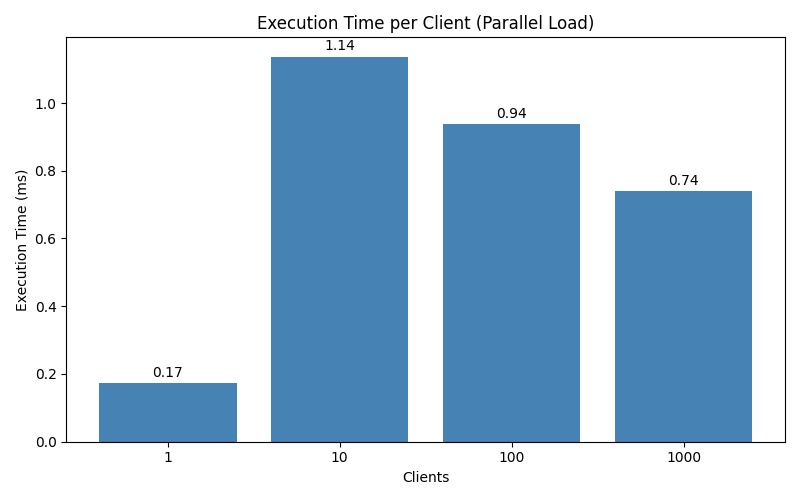 Execution Time per Client (Parallel Load)
1.14
0.94
0.74
0.17
Execution Time (ms)
1.0
0.8
0.6
0.4
0.2
0.0
1 10 100 1000
Clients